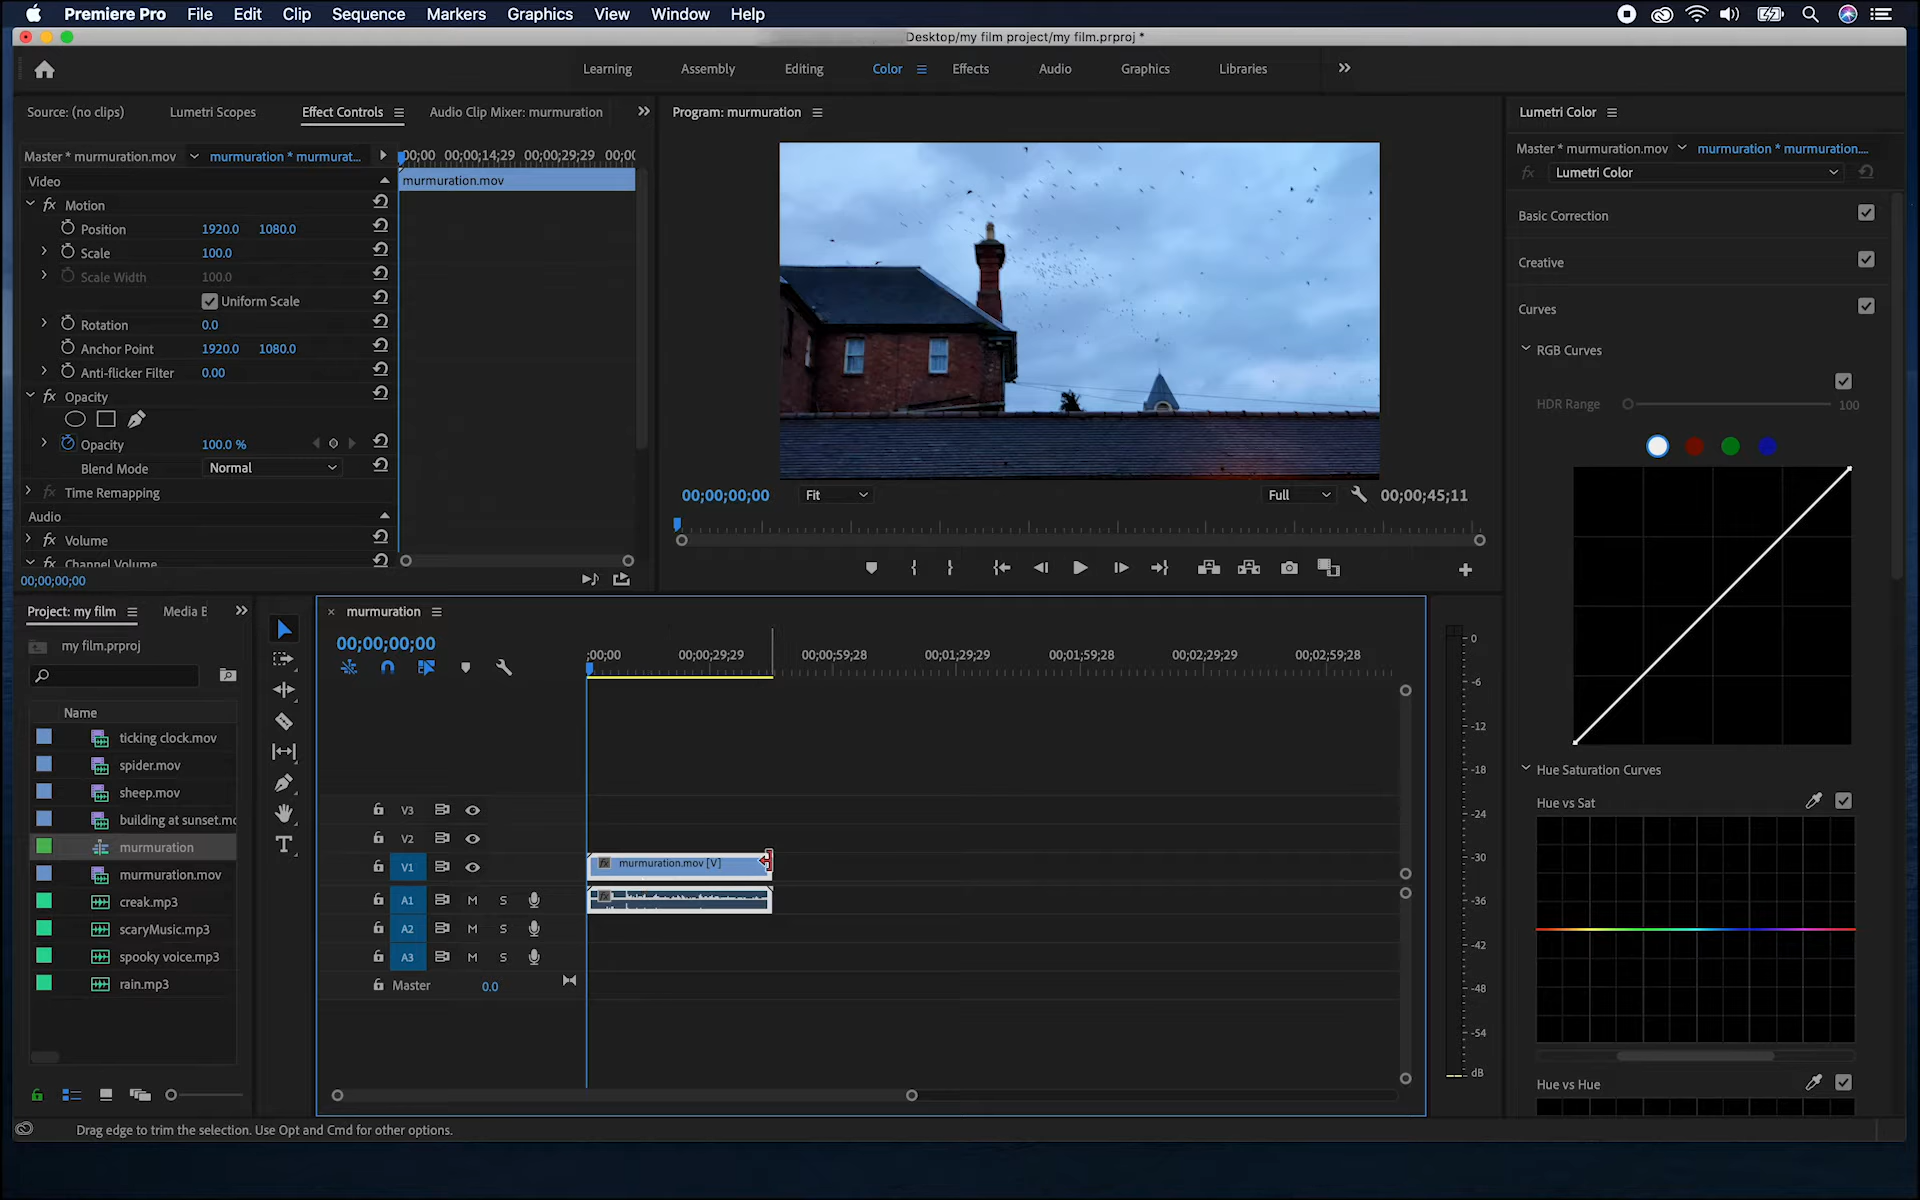 Premiere Pro File Edit Clip Sequence Markers Graphics View Window Help
Desktop/my film project/my film.prproj *
Learning Assembly Editing Color Effects Audio Graphics Libraries
Source: (no clips) Lumetri Scopes Effect Controls Audio Clip Mixer: murmuration
Master * murmuration.mov murmuration * murmurat...
00;00 00;00;14;29 00;00;29;29 00;00
murmuration.mov
Video
Motion
Position 1920.0 1080.0
Scale 100.0
Scale Width 100.0
Uniform Scale
Rotation 0.0
Anchor Point 1920.0 1080.0
Anti-flicker Filter 0.00
Opacity
Opacity 100.0 %
Blend Mode Normal
Time Remapping
Audio
Volume
Channel Volume
00;00;00;00
Program: murmuration
00;00;00;00 Fit Full 00;00;45;11
Lumetri Color
Master * murmuration.mov murmuration * murmuration....
fx Lumetri Color
Basic Correction
Creative
Curves
RGB Curves
HDR Range 100
Hue Saturation Curves
Hue vs Sat
Hue vs Hue
Project: my film Media B
my film.prproj
Name
ticking clock.mov
spider.mov
sheep.mov
building at sunset.mo
murmuration
murmuration.mov
creak.mp3
scaryMusic.mp3
spooky voice.mp3
rain.mp3
murmuration
00;00;00;00
;00;00 00;00;29;29 00;00;59;28 00;01;29;29 00;01;59;28 00;02;29;29 00;02;59;28
V3
V2
V1 murmuration.mov [V]
A1 M S
A2 M S
A3 M S
Master 0.0
0
-6
-12
-18
-24
-30
-36
-42
-48
-54
dB
Drag edge to trim the selection. Use Opt and Cmd for other options.